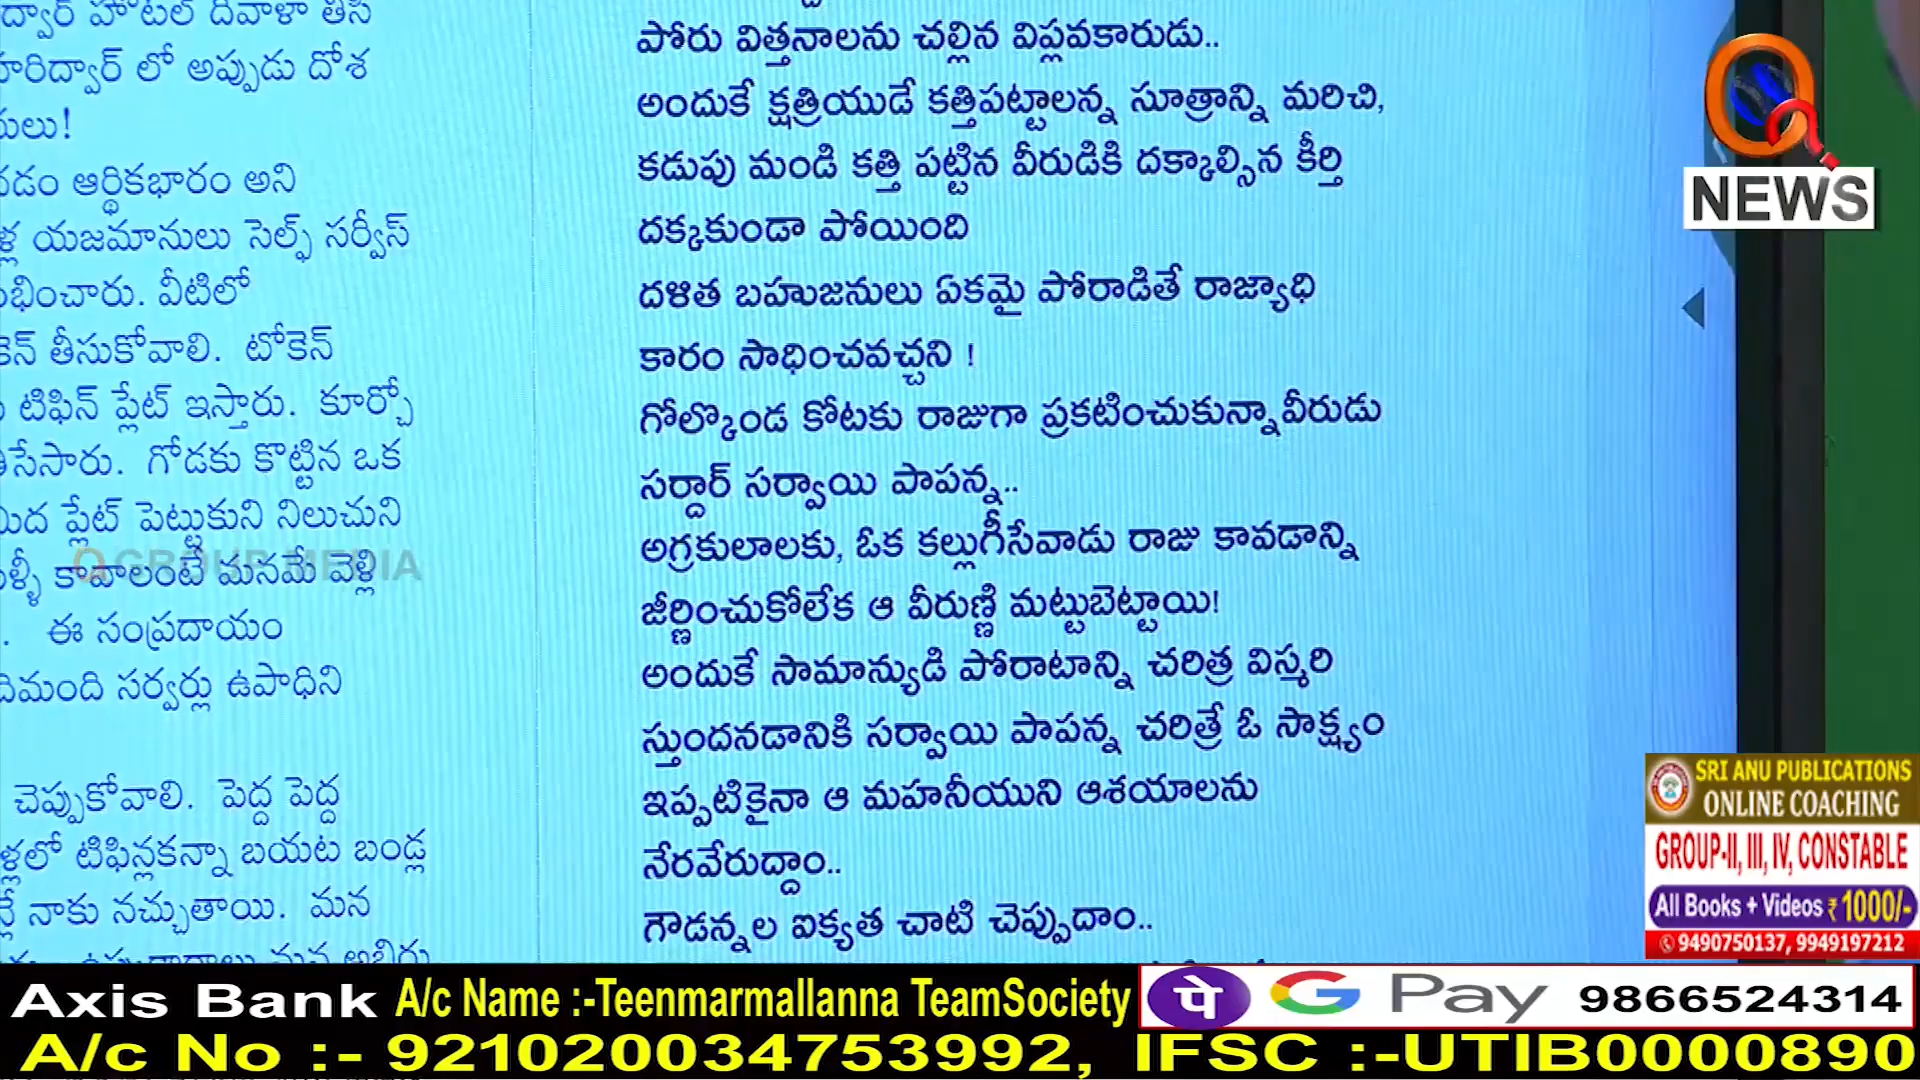 ద్వార్ హోటల్ దివాళా తీసి
హరిద్వార్ లో అప్పుడు దోశ
యజమానులు సెల్ఫ్ సర్వీస్
ఆర్థికభారం అని
వీటిలో
తీసుకోవాలి. టోకెన్
టిఫిన్ ప్లేట్ ఇస్తారు. కూర్చో
గోడకు కొట్టిన ఒక
ప్లేట్ పెట్టుకుని నిలుచుని
కావాలంటే మనమే వెళ్లి
ఈ సంప్రదాయం
సర్వర్లు ఉపాధిని
చెప్పుకోవాలి. పెద్ద పెద్ద
టిఫిన్లకన్నా బయట బండ్ల
నాకు నచ్చుతాయి. మన
పోరు విత్తనాలను చల్లిన విప్లవకారుడు..
అందుకే క్షత్రియుడే కత్తిపట్టాలన్న సూత్రాన్ని మరిచి,
కడుపు మండి కత్తి పట్టిన వీరుడికి దక్కాల్సిన కీర్తి
దక్కకుండా పోయింది
దళిత బహుజనులు ఏకమై పోరాడితే రాజ్యాధి
కారం సాధించవచ్చని !
గోల్కొండ కోటకు రాజుగా ప్రకటించుకున్నావీరుడు
సర్దార్ సర్వాయి పాపన్న..
అగ్రకులాలకు, ఓక కల్లుగీసేవాడు రాజు కావడాన్ని
జీర్ణించుకోలేక ఆ వీరుణ్ణి మట్టుబెట్టాయి!
అందుకే సామాన్యుడి పోరాటాన్ని చరిత్ర విస్మరి
స్తుందనడానికి సర్వాయి పాపన్న చరిత్రే ఓ సాక్ష్యం
ఇప్పటికైనా ఆ మహనీయుని ఆశయాలను
నేరవేరుద్దాం..
గౌడన్నల ఐక్యత చాటి చెప్పుదాం..
Q GROUP MEDIA
Q
NEWS
SRI ANU PUBLICATIONS
ONLINE COACHING
GROUP-II, III, IV, CONSTABLE
All Books + Videos ₹ 1000/-
9490750137, 9949197212
Axis Bank A/c Name :-Teenmarmallanna TeamSociety
పే G Pay 9866524314
A/c No :- 921020034753992, IFSC :-UTIB0000890